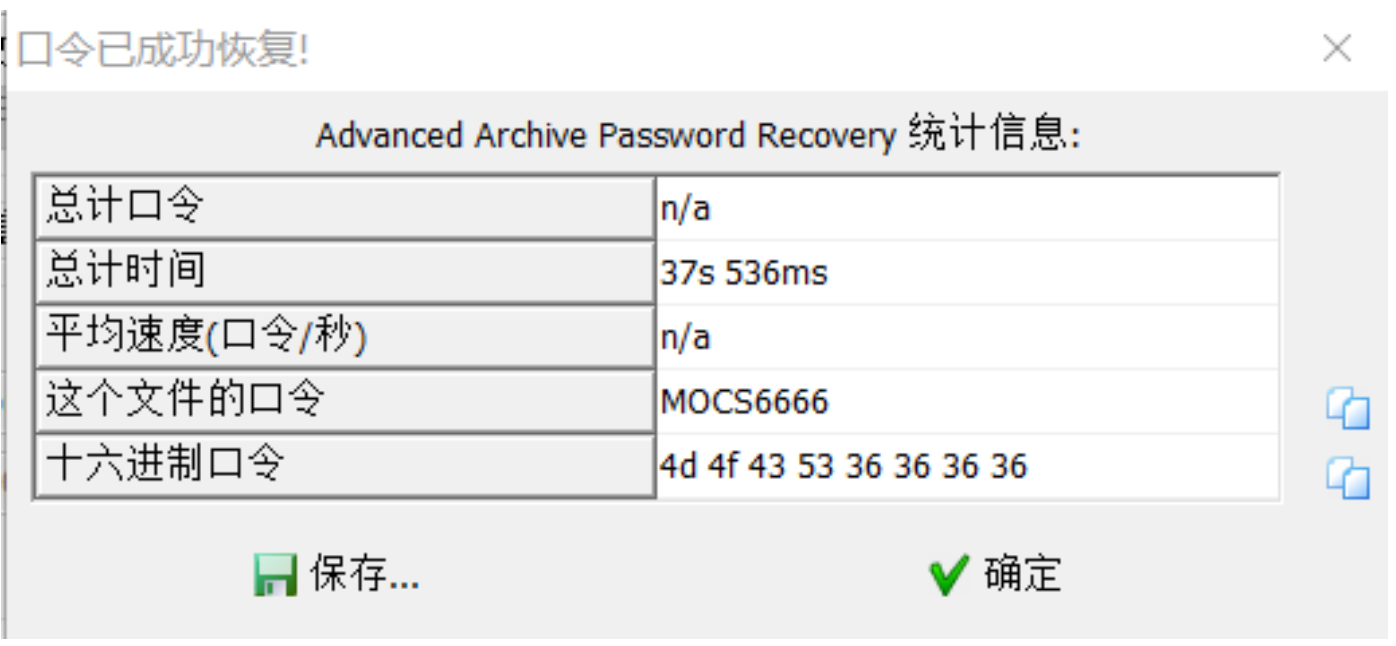 口令已成功恢复!
Advanced Archive Password Recovery 统计信息:
总计口令 n/a
总计时间 37s 536ms
平均速度(口令/秒) n/a
这个文件的口令 MOCS6666
十六进制口令 4d 4f 43 53 36 36 36 36
保存... 确定